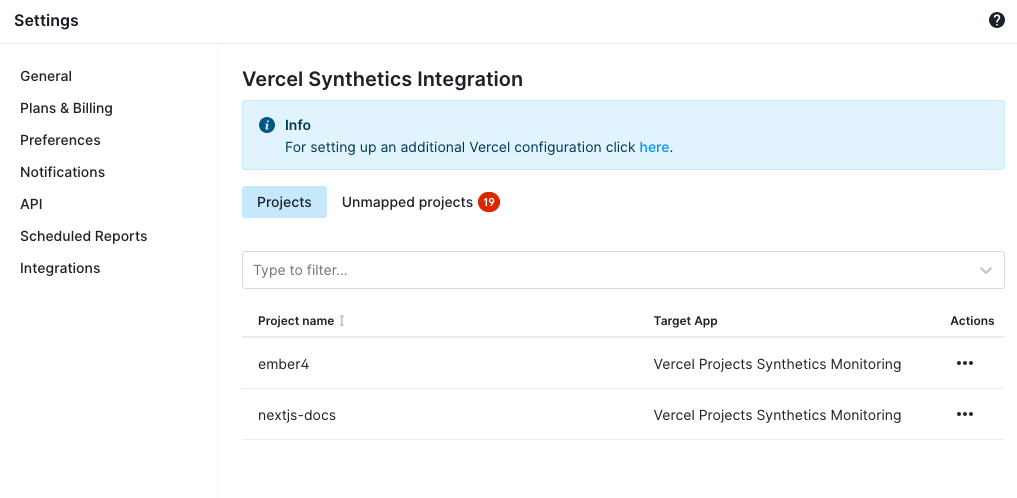 Settings
General
Plans & Billing
Preferences
Notifications
API
Scheduled Reports
Integrations
Vercel Synthetics Integration
Info
For setting up an additional Vercel configuration click here.
Projects Unmapped projects 19
Type to filter...
Project name Target App Actions
ember4 Vercel Projects Synthetics Monitoring
nextjs-docs Vercel Projects Synthetics Monitoring